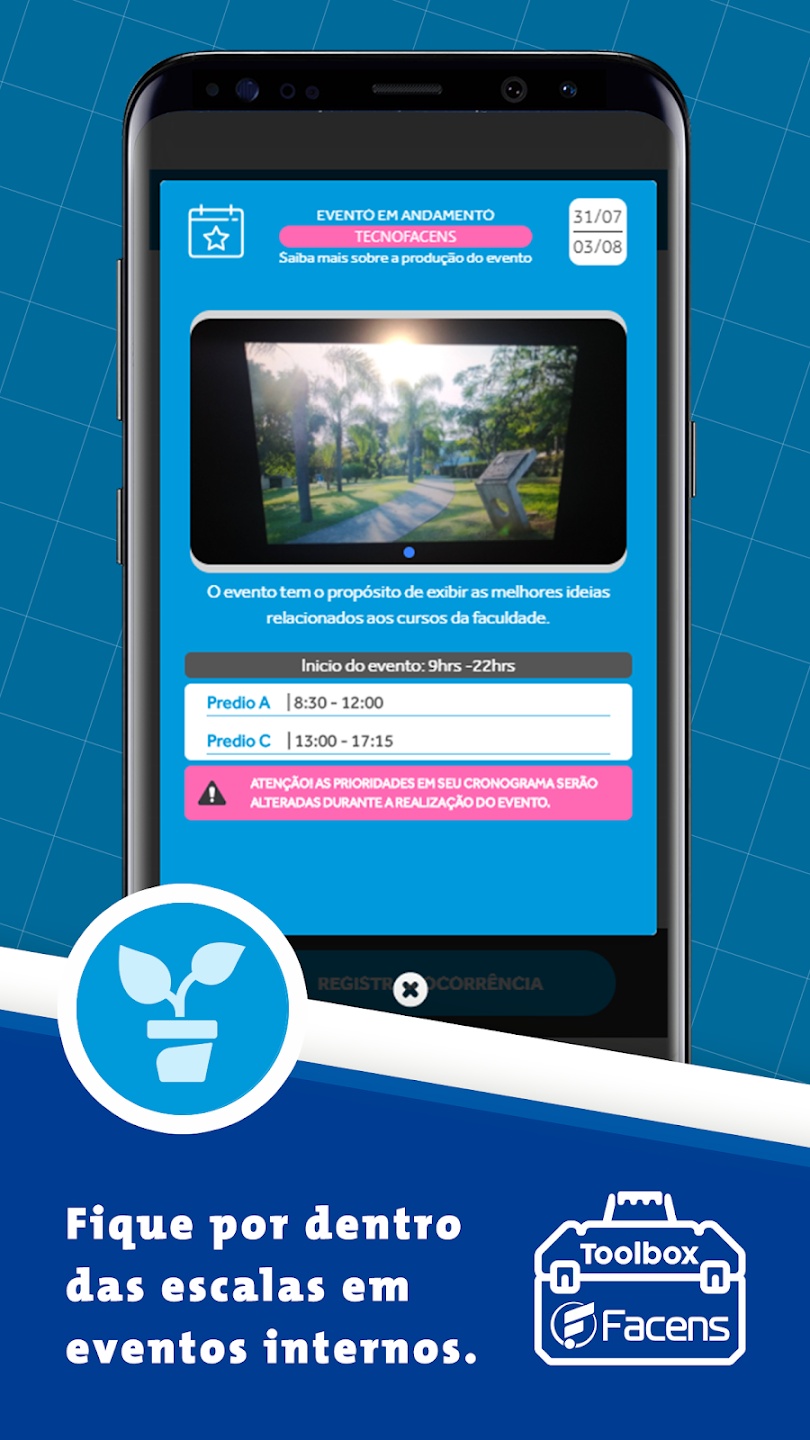 EVENTO EM ANDAMENTO
TECNOFACENS
Saiba mais sobre a produção do evento
31/07
03/08
O evento tem o propósito de exibir as melhores ideias
relacionados aos cursos da faculdade.
Inicio do evento: 9hrs -22hrs
Predio A | 8:30 - 12:00
Predio C | 13:00 - 17:15
ATENÇÃO! AS PRIORIDADES EM SEU CRONOGRAMA SERÃO
ALTERADAS DURANTE A REALIZAÇÃO DO EVENTO.
OCORRÊNCIA
Fique por dentro
das escalas em
eventos internos.
Toolbox
Facens